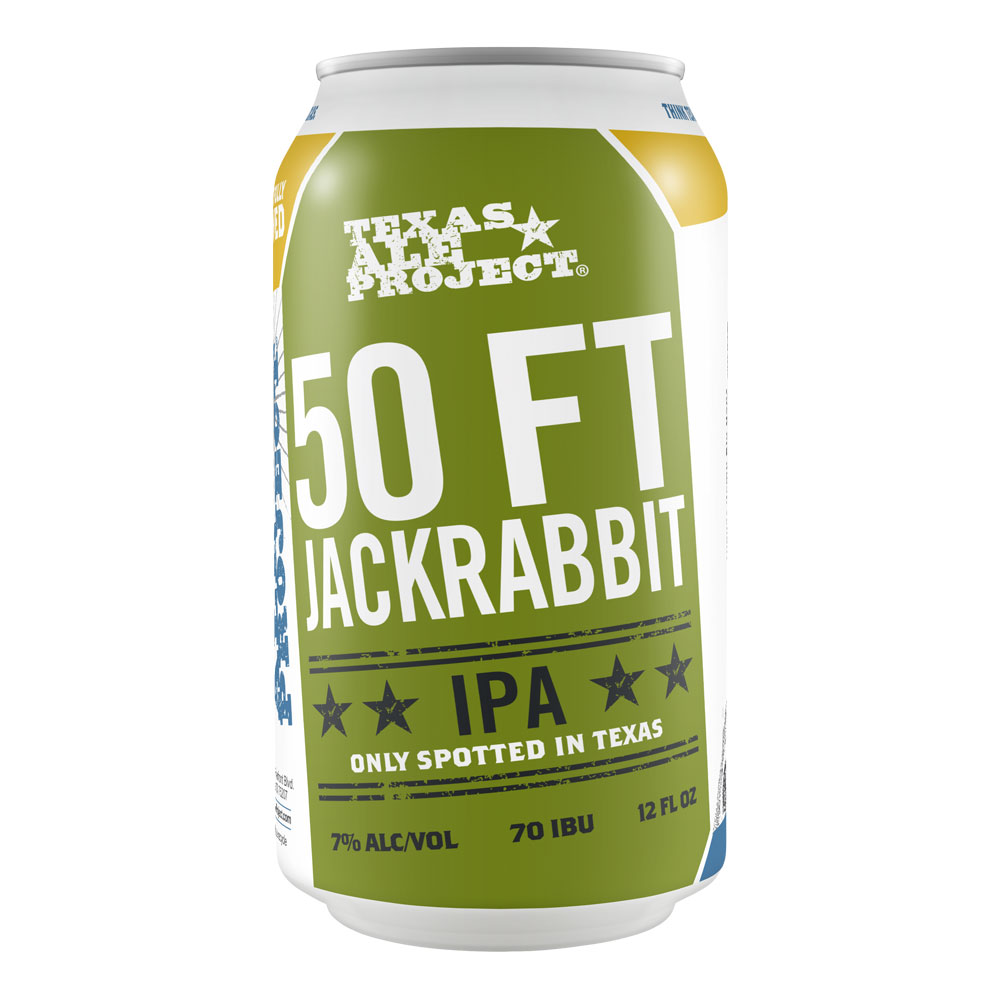 THINK
TEXAS
ALE
PROJECT®
50 FT
JACKRABBIT
IPA
ONLY SPOTTED IN TEXAS
7% ALC/VOL
70 IBU
12 FL OZ